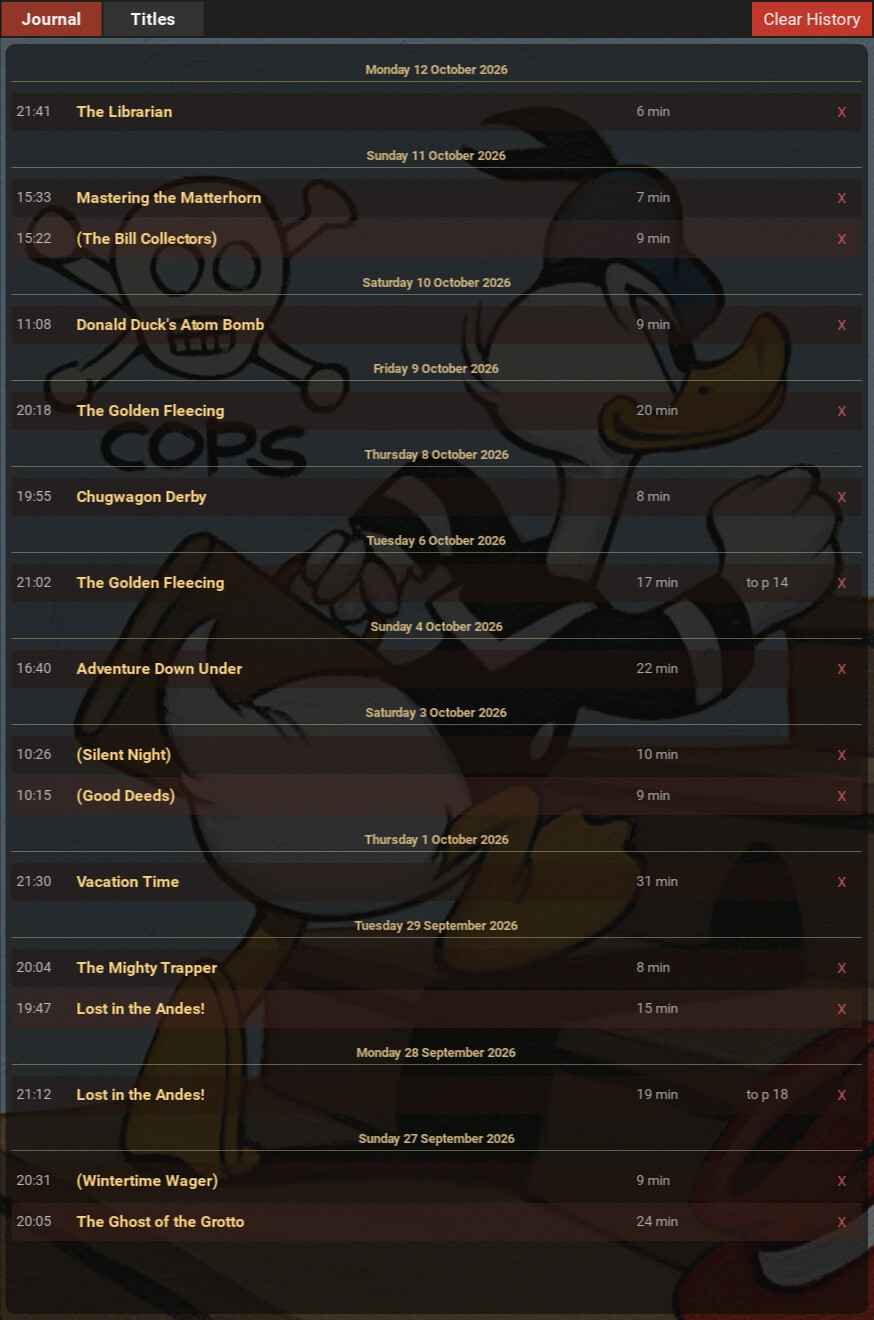 Journal Titles Clear History
Monday 12 October 2026
21:41 The Librarian 6 min X
Sunday 11 October 2026
15:33 Mastering the Matterhorn 7 min X
15:22 (The Bill Collectors) 9 min X
Saturday 10 October 2026
11:08 Donald Duck's Atom Bomb 9 min X
Friday 9 October 2026
20:18 The Golden Fleecing 20 min X
COPS
Thursday 8 October 2026
19:55 Chugwagon Derby 8 min X
Tuesday 6 October 2026
21:02 The Golden Fleecing 17 min to p 14 X
Sunday 4 October 2026
16:40 Adventure Down Under 22 min X
Saturday 3 October 2026
10:26 (Silent Night) 10 min X
10:15 (Good Deeds) 9 min X
Thursday 1 October 2026
21:30 Vacation Time 31 min X
Tuesday 29 September 2026
20:04 The Mighty Trapper 8 min X
19:47 Lost in the Andes! 15 min X
Monday 28 September 2026
21:12 Lost in the Andes! 19 min to p 18 X
Sunday 27 September 2026
20:31 (Wintertime Wager) 9 min X
20:05 The Ghost of the Grotto 24 min X